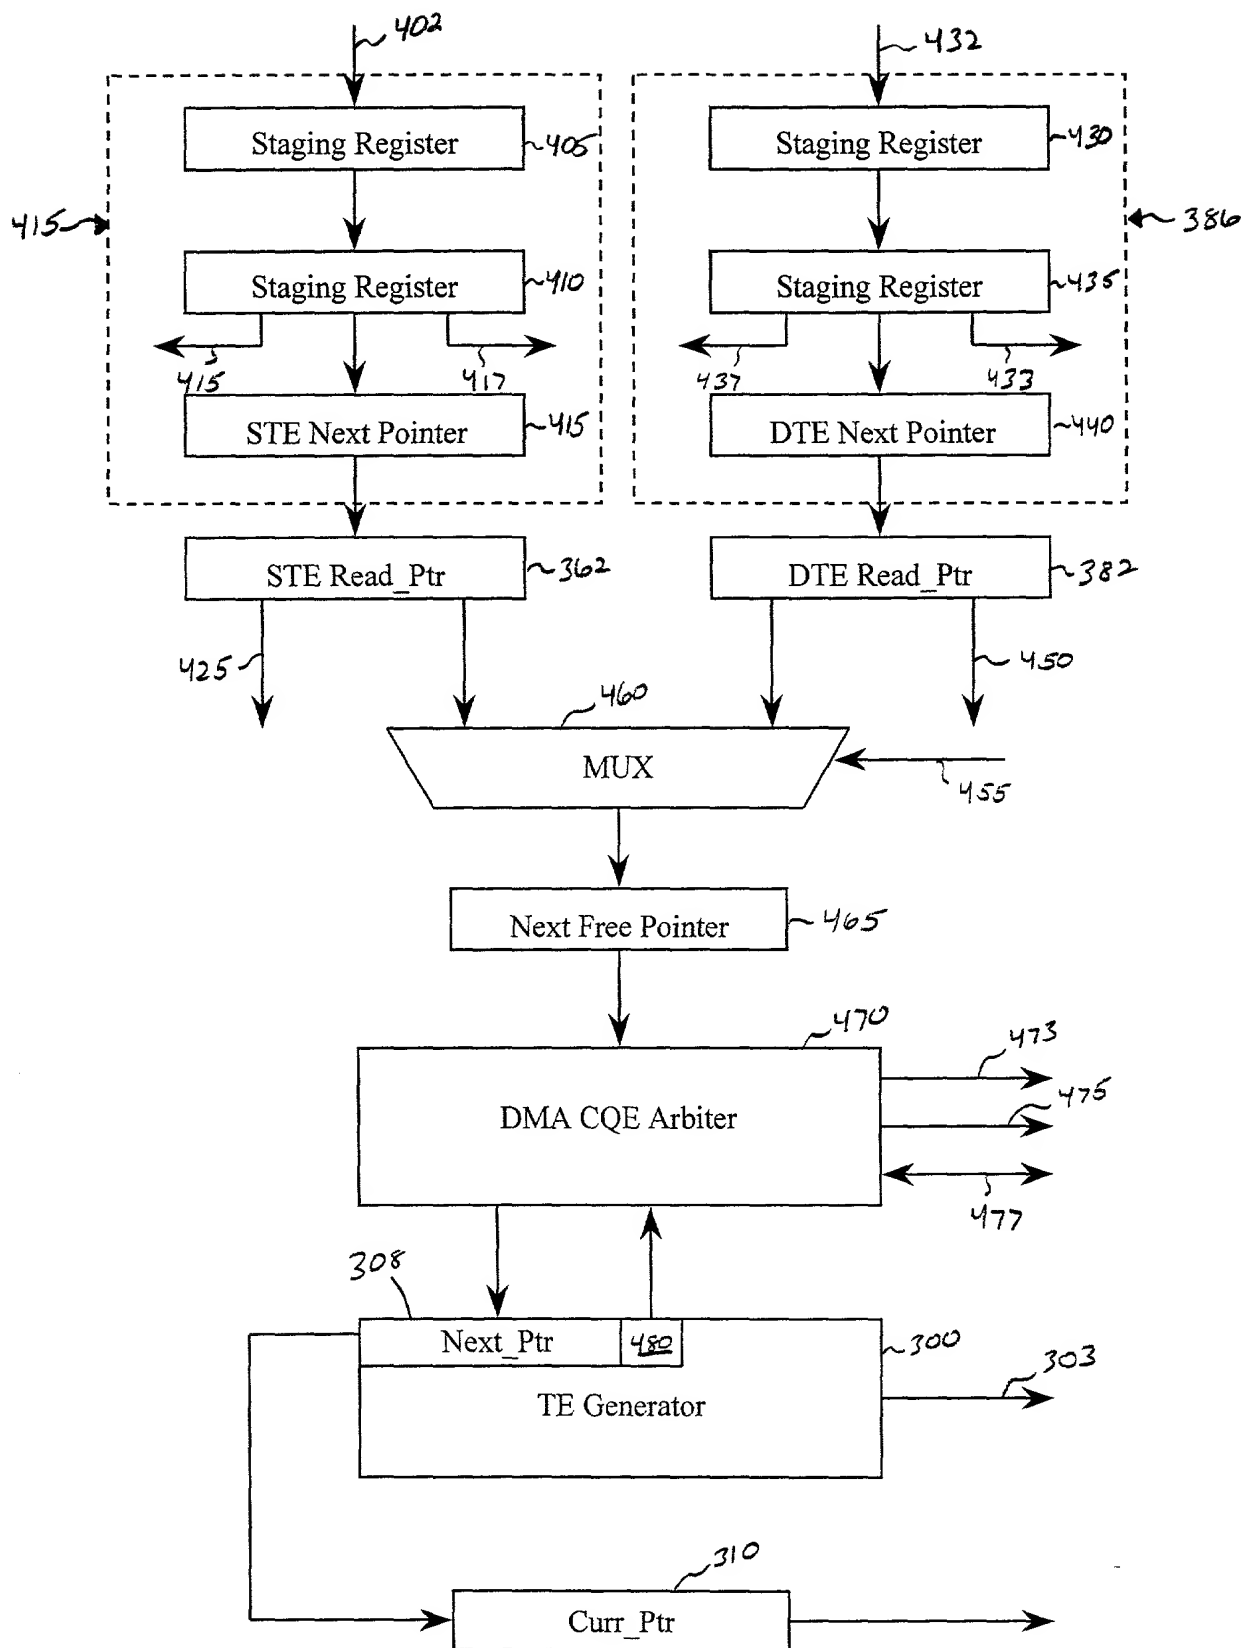 402
432
Staging Register
405
Staging Register
430
415
386
Staging Register
410
Staging Register
435
415
417
437
433
STE Next Pointer
415
DTE Next Pointer
440
STE Read_Ptr
362
DTE Read_Ptr
382
425
450
460
MUX
455
Next Free Pointer
465
470
473
DMA CQE Arbiter
475
477
308
Next_Ptr
480
300
303
TE Generator
310
Curr_Ptr